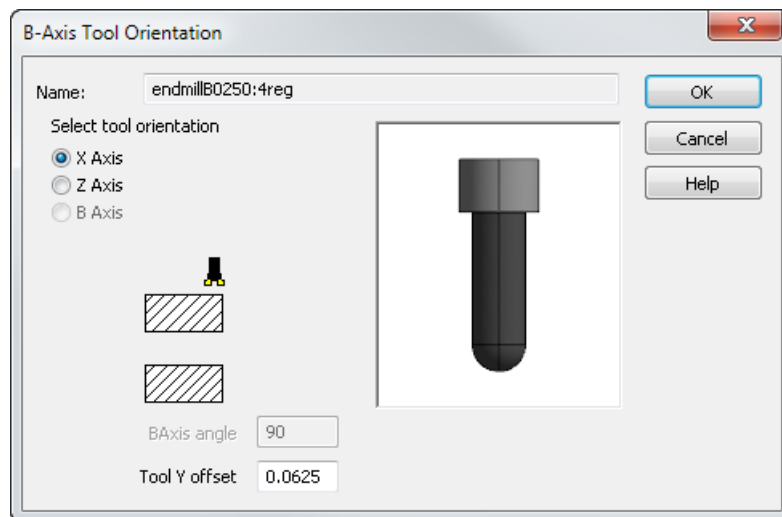 B-Axis Tool Orientation
Name: endmillB0250:4reg
OK
Select tool orientation
Cancel
X Axis
Z Axis
Help
B Axis
BAxis angle 90
Tool Y offset 0.0625